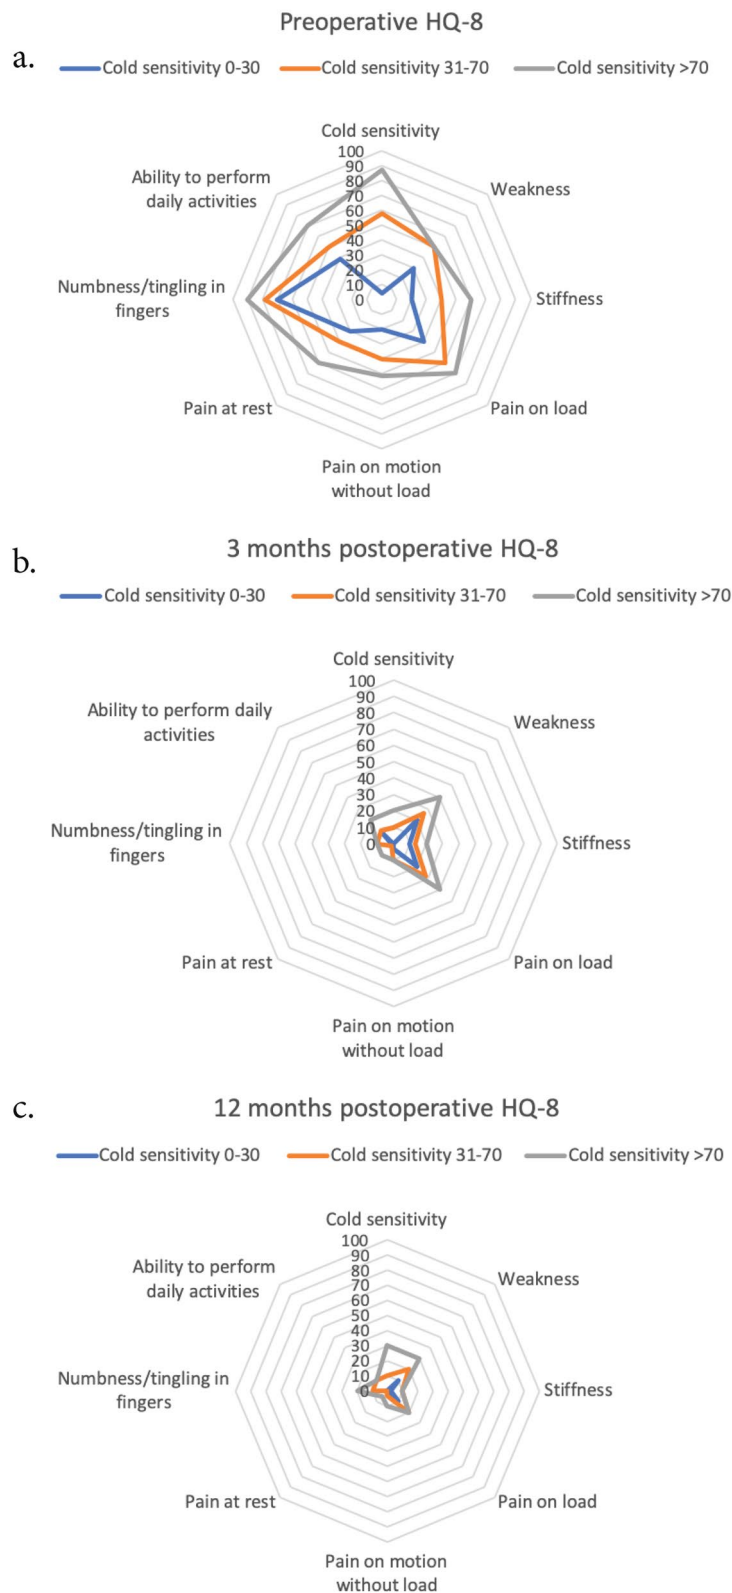 Preoperative HQ-8
a.
Cold sensitivity 0-30 Cold sensitivity 31-70 Cold sensitivity >70
Cold sensitivity
100
90
80
70
60
50
40
30
20
10
0
Ability to perform
daily activities
Weakness
Numbness/tingling in
fingers
Stiffness
Pain at rest
Pain on load
Pain on motion
without load
3 months postoperative HQ-8
b.
Cold sensitivity 0-30 Cold sensitivity 31-70 Cold sensitivity >70
Cold sensitivity
100
90
80
70
60
50
40
30
20
10
0
Ability to perform daily
activities
Weakness
Numbness/tingling in
fingers
Stiffness
Pain at rest
Pain on load
Pain on motion
without load
c.
12 months postoperative HQ-8
Cold sensitivity 0-30 Cold sensitivity 31-70 Cold sensitivity >70
Cold sensitivity
100
90
80
70
60
50
40
30
20
10
0
Ability to perform
daily activities
Weakness
Numbness/tingling in
fingers
Stiffness
Pain at rest
Pain on load
Pain on motion
without load